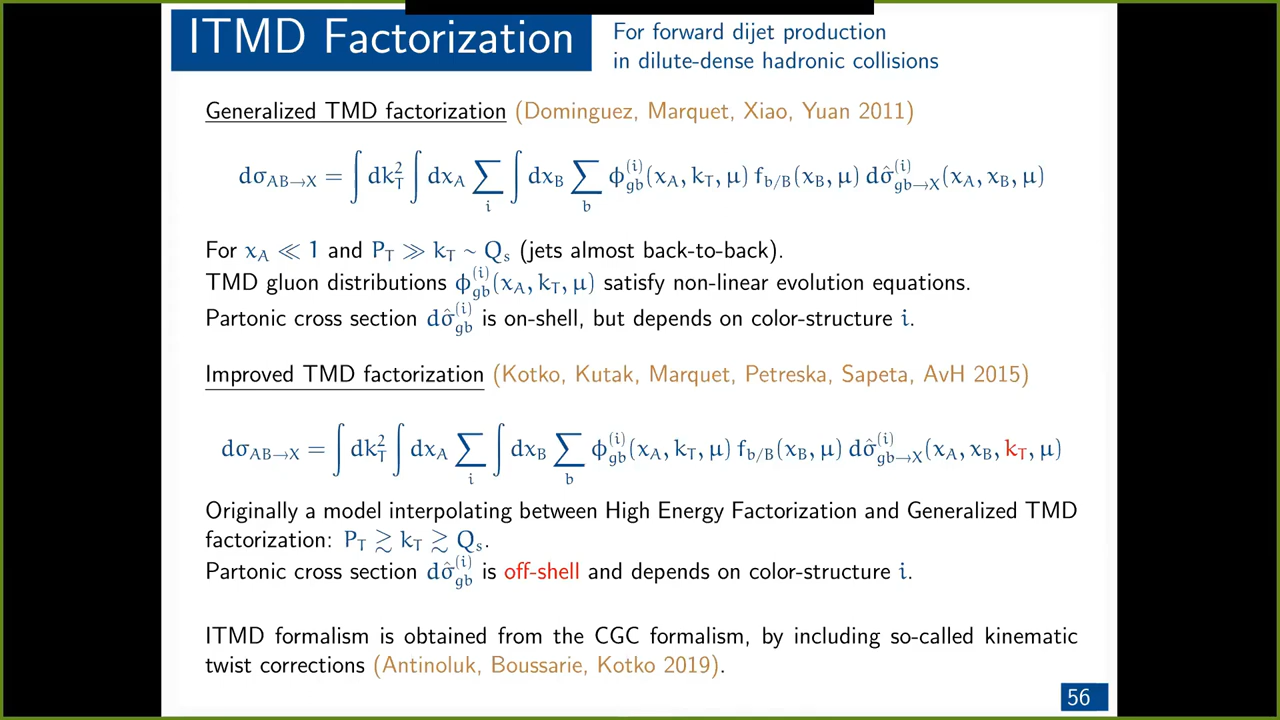 ITMD Factorization
For forward dijet production
in dilute-dense hadronic collisions
Generalized TMD factorization (Dominguez, Marquet, Xiao, Yuan 2011)
dσ_{AB→X} = ∫ dk_T^2 ∫ dx_A ∑_i ∫ dx_B ∑_b ϕ_{gb}^{(i)}(x_A, k_T, μ) f_{b/B}(x_B, μ) dσ̂_{gb→X}^{(i)}(x_A, x_B, μ)
For x_A ≪ 1 and P_T ≫ k_T ~ Q_s (jets almost back-to-back).
TMD gluon distributions ϕ_{gb}^{(i)}(x_A, k_T, μ) satisfy non-linear evolution equations.
Partonic cross section dσ̂_{gb}^{(i)} is on-shell, but depends on color-structure i.
Improved TMD factorization (Kotko, Kutak, Marquet, Petreska, Sapeta, AvH 2015)
dσ_{AB→X} = ∫ dk_T^2 ∫ dx_A ∑_i ∫ dx_B ∑_b ϕ_{gb}^{(i)}(x_A, k_T, μ) f_{b/B}(x_B, μ) dσ̂_{gb→X}^{(i)}(x_A, x_B, k_T, μ)
Originally a model interpolating between High Energy Factorization and Generalized TMD
factorization: P_T ≳ k_T ≳ Q_s.
Partonic cross section dσ̂_{gb}^{(i)} is off-shell and depends on color-structure i.
ITMD formalism is obtained from the CGC formalism, by including so-called kinematic
twist corrections (Antinoluk, Boussarie, Kotko 2019).
56